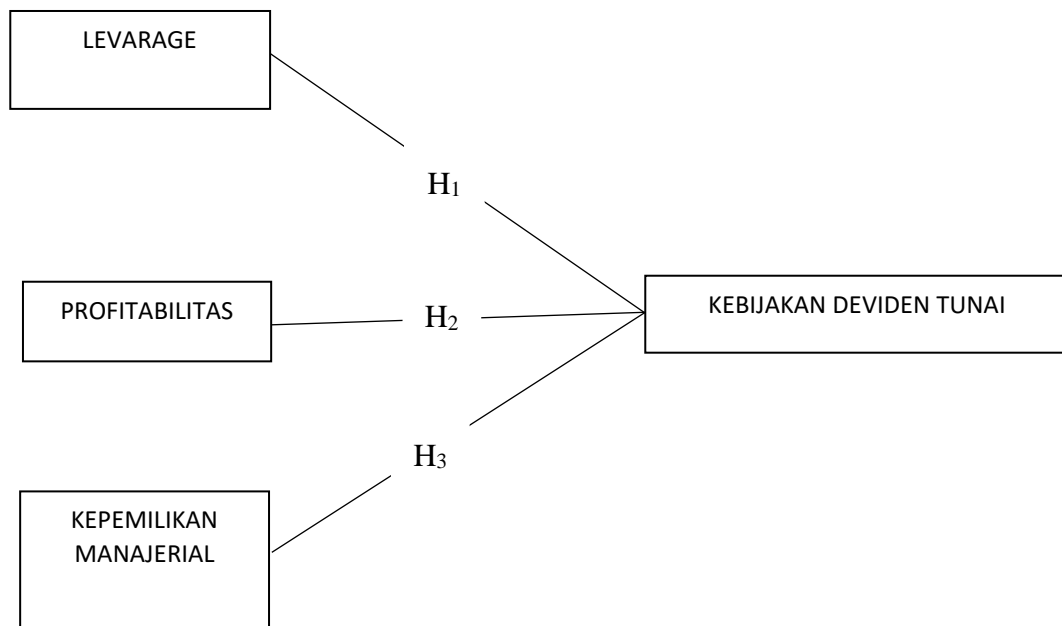 LEVARAGE
H₁
PROFITABILITAS
H₂
KEBIJAKAN DEVIDEN TUNAI
H₃
KEPEMILIKAN
MANAJERIAL